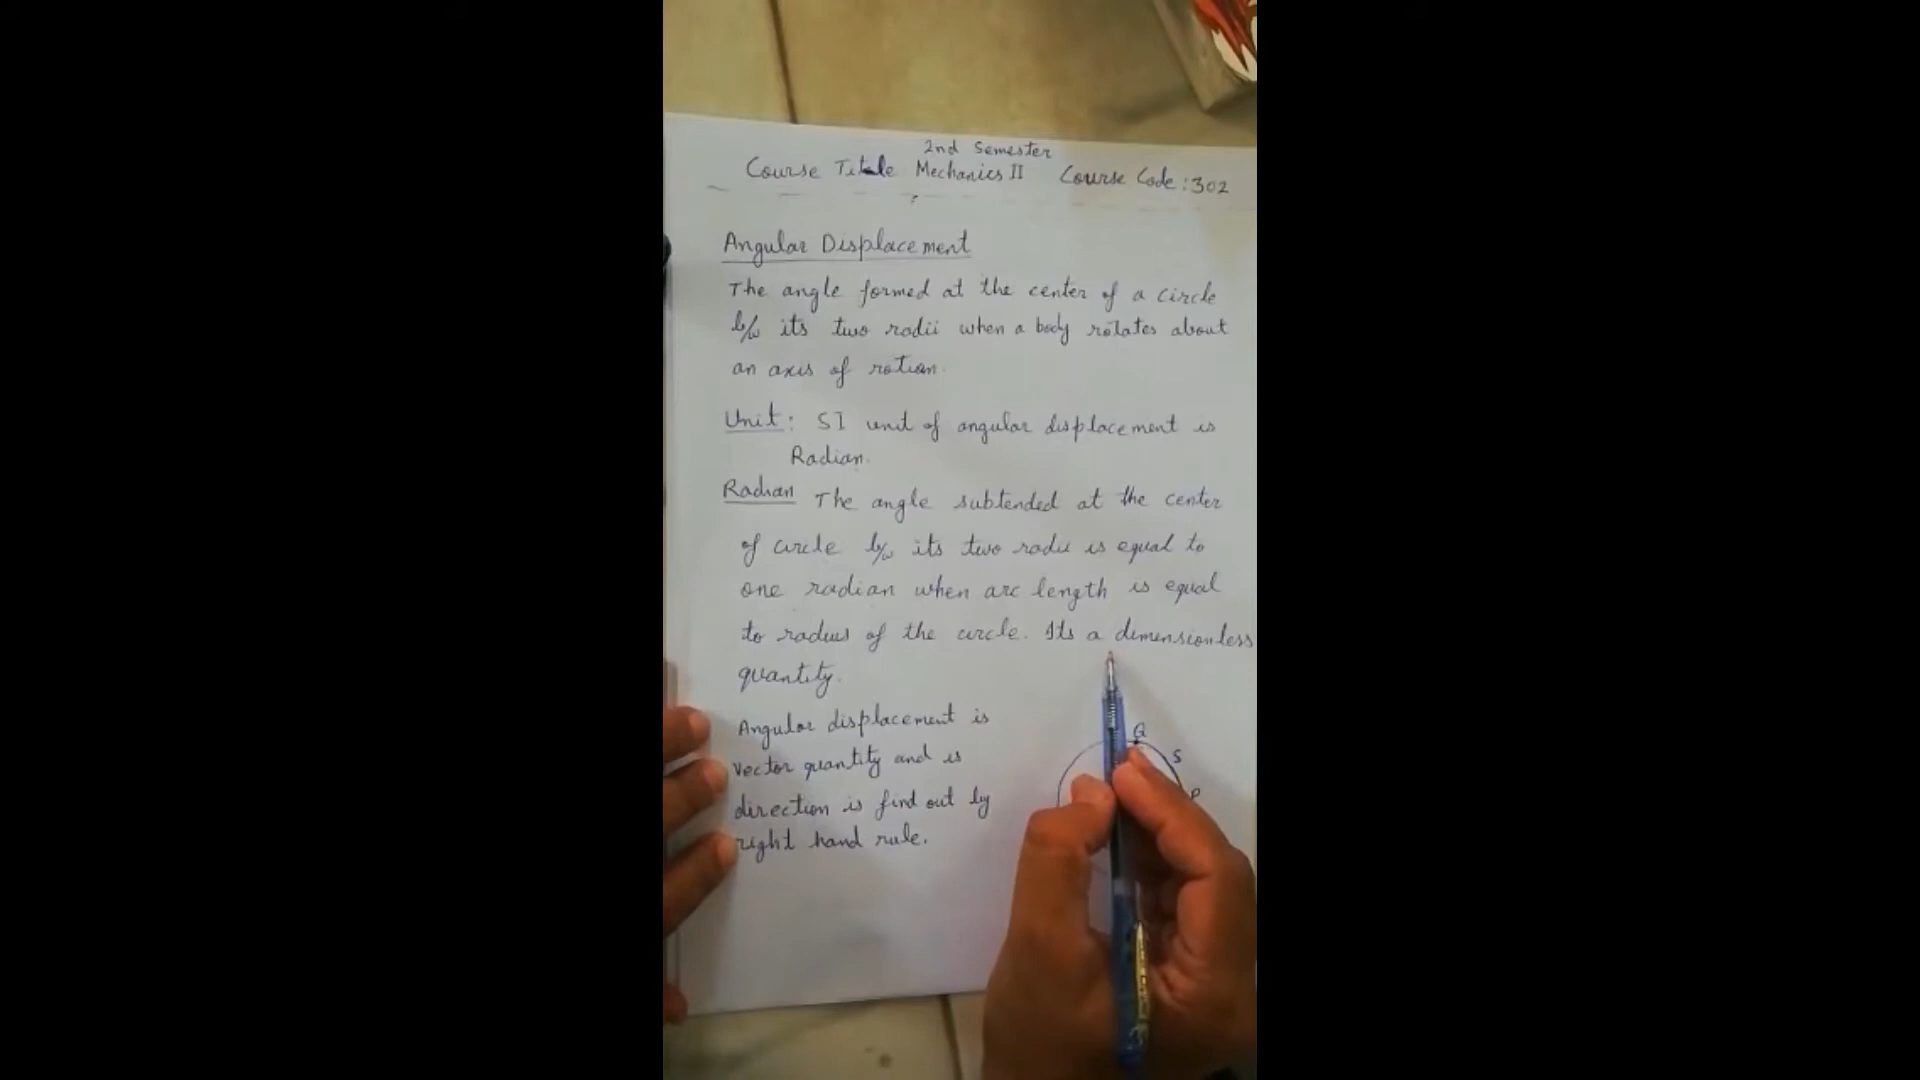 2nd Semester
Course Titale Mechanics II Course Code: 302
Angular Displacement
The angle formed at the center of a circle
b/w its two radii when a body rotates about
an axis of rotian.
Unit: SI unit of angular displacement is
Radian.
Radian The angle subtended at the center
of circle b/w its two radii is equal to
one radian when arc length is equal
to radius of the circle. Its a dimensionless
quantity.
Angular displacement is
vector quantity and is
direction is find out by
right hand rule.
Q
S
P